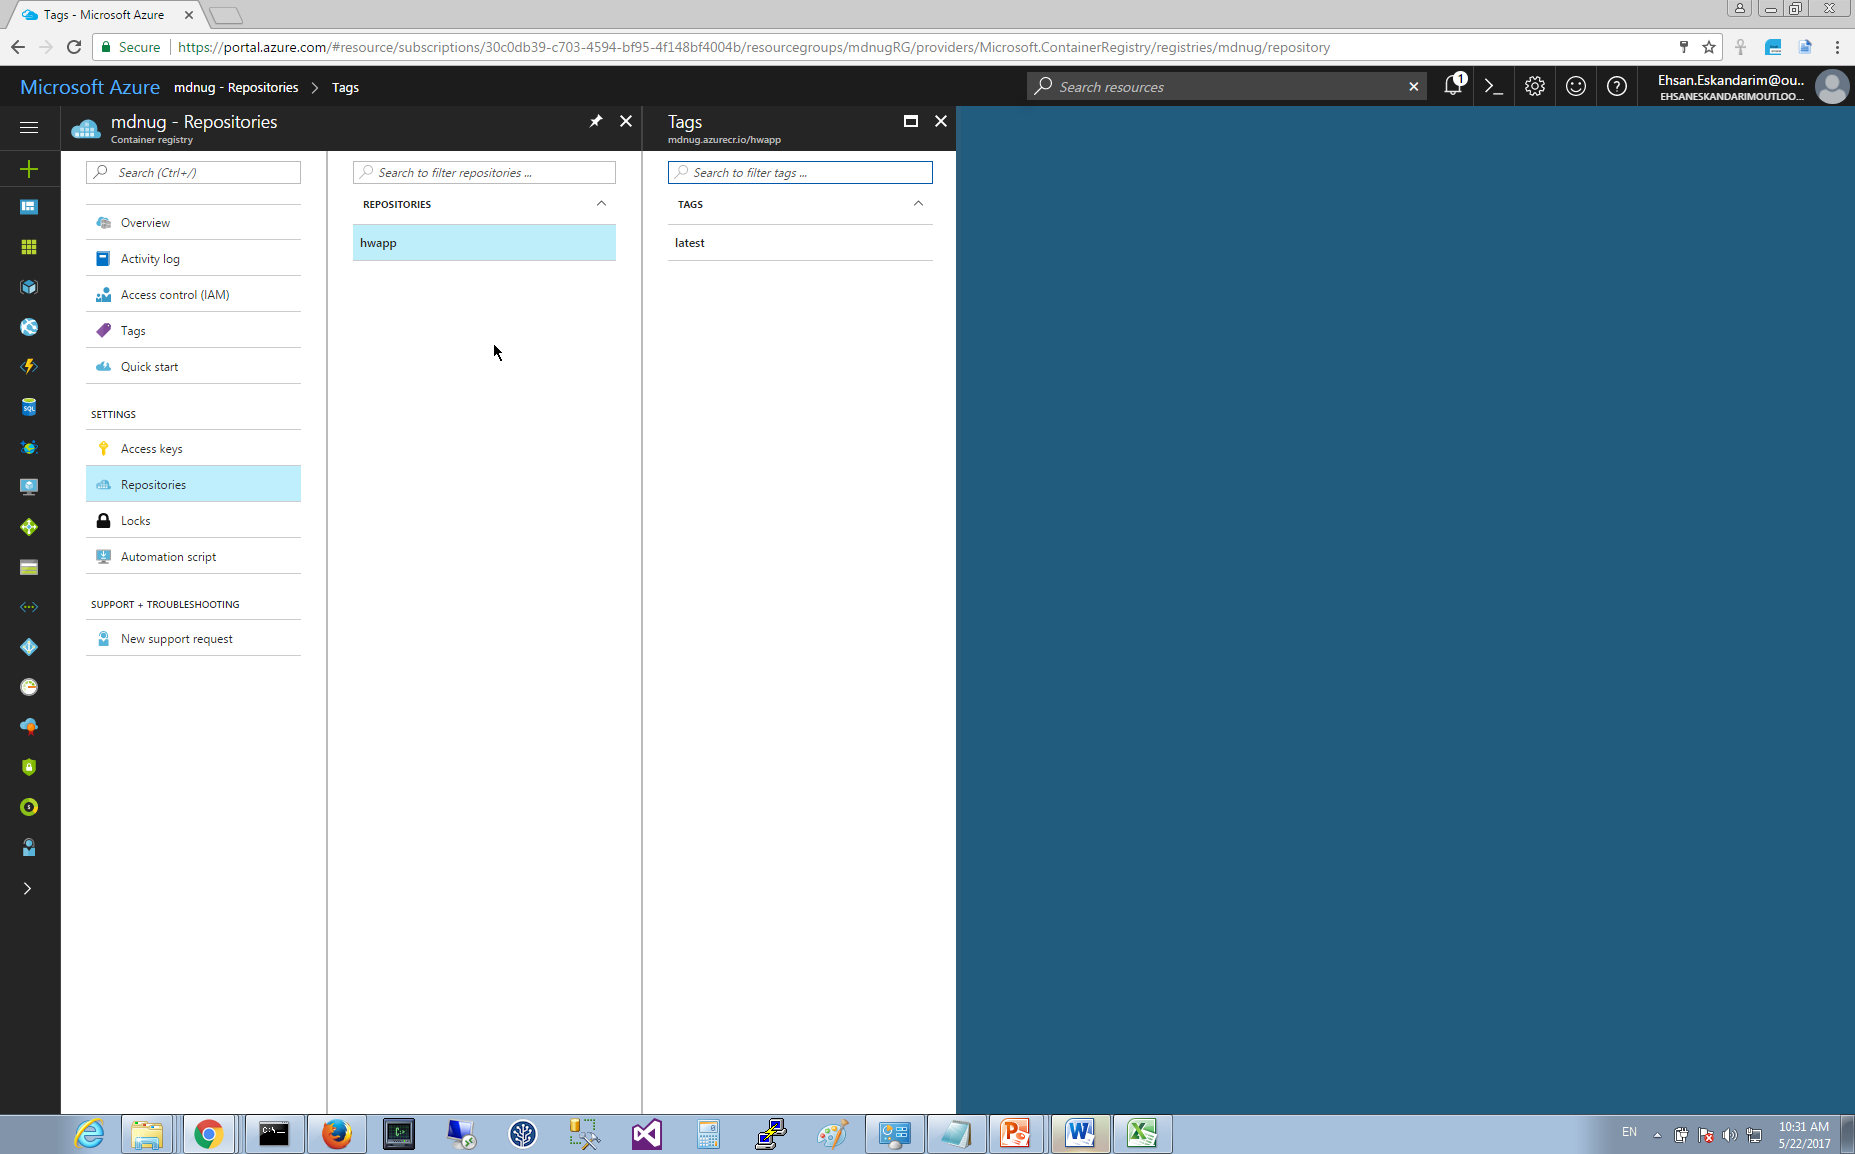 Tags - Microsoft Azure
Secure
https://portal.azure.com/#resource/subscriptions/30c0db39-c703-4594-bf95-4f148bf4004b/resourcegroups/mdnugRG/providers/Microsoft.ContainerRegistry/registries/mdnug/repository
Microsoft Azure mdnug - Repositories > Tags
Search resources
1
Ehsan.Eskandarim@ou..
EHSANESKANDARIMOUTLOO...
mdnug - Repositories
Container registry
Search (Ctrl+/)
Overview
Activity log
Access control (IAM)
Tags
Quick start
SETTINGS
Access keys
Repositories
Locks
Automation script
SUPPORT + TROUBLESHOOTING
New support request
Search to filter repositories ...
REPOSITORIES
hwapp
Tags
mdnug.azurecr.io/hwapp
Search to filter tags ...
TAGS
latest
EN
10:31 AM
5/22/2017